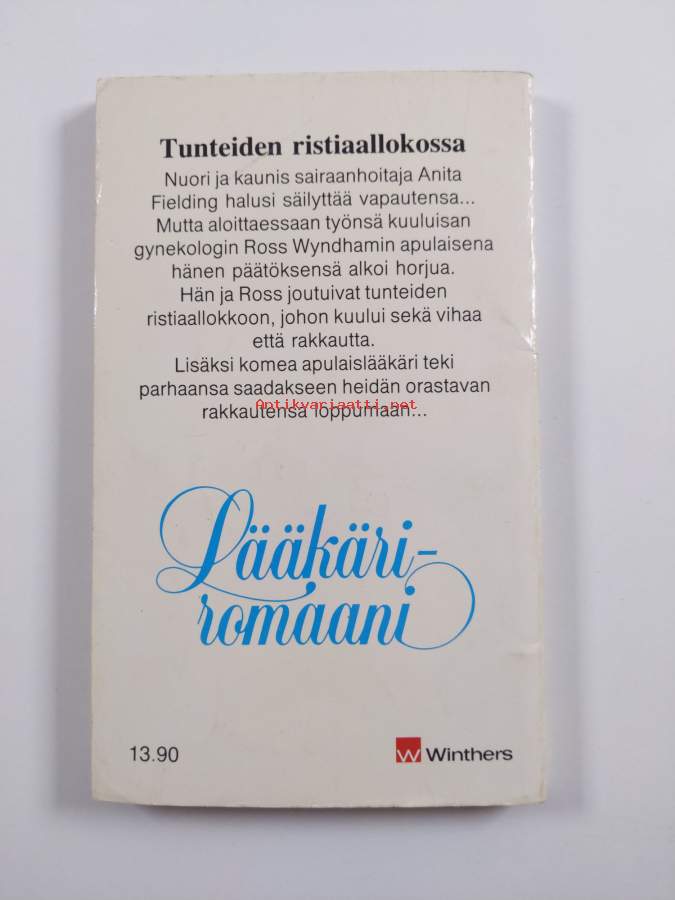 Tunteiden ristiaallokossa
Nuori ja kaunis sairaanhoitaja Anita
Fielding halusi säilyttää vapautensa...
Mutta aloittaessaan työnsä kuuluisan
gynekologin Ross Wyndhamin apulaisena
hänen päätöksensä alkoi horjua.
Hän ja Ross joutuivat tunteiden
ristiaallokkoon, johon kuului sekä vihaa
että rakkautta.
Lisäksi komea apulaislääkäri teki
parhaansa saadakseen heidän orastavan
rakkautensa loppumaan...
Antikvariaatti.net
Lääkäri-
romaani
13.90
W Winthers